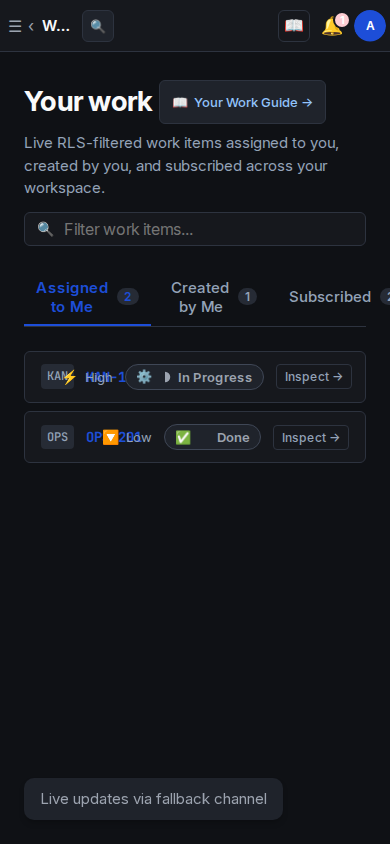 W...
1
A
Your work
Your Work Guide →
Live RLS-filtered work items assigned to you,
created by you, and subscribed across your
workspace.
Filter work items...
Assigned
to Me
2
Created
by Me
1
Subscribed
KAN
High
In Progress
Inspect →
OPS
Low
Done
Inspect →
Live updates via fallback channel